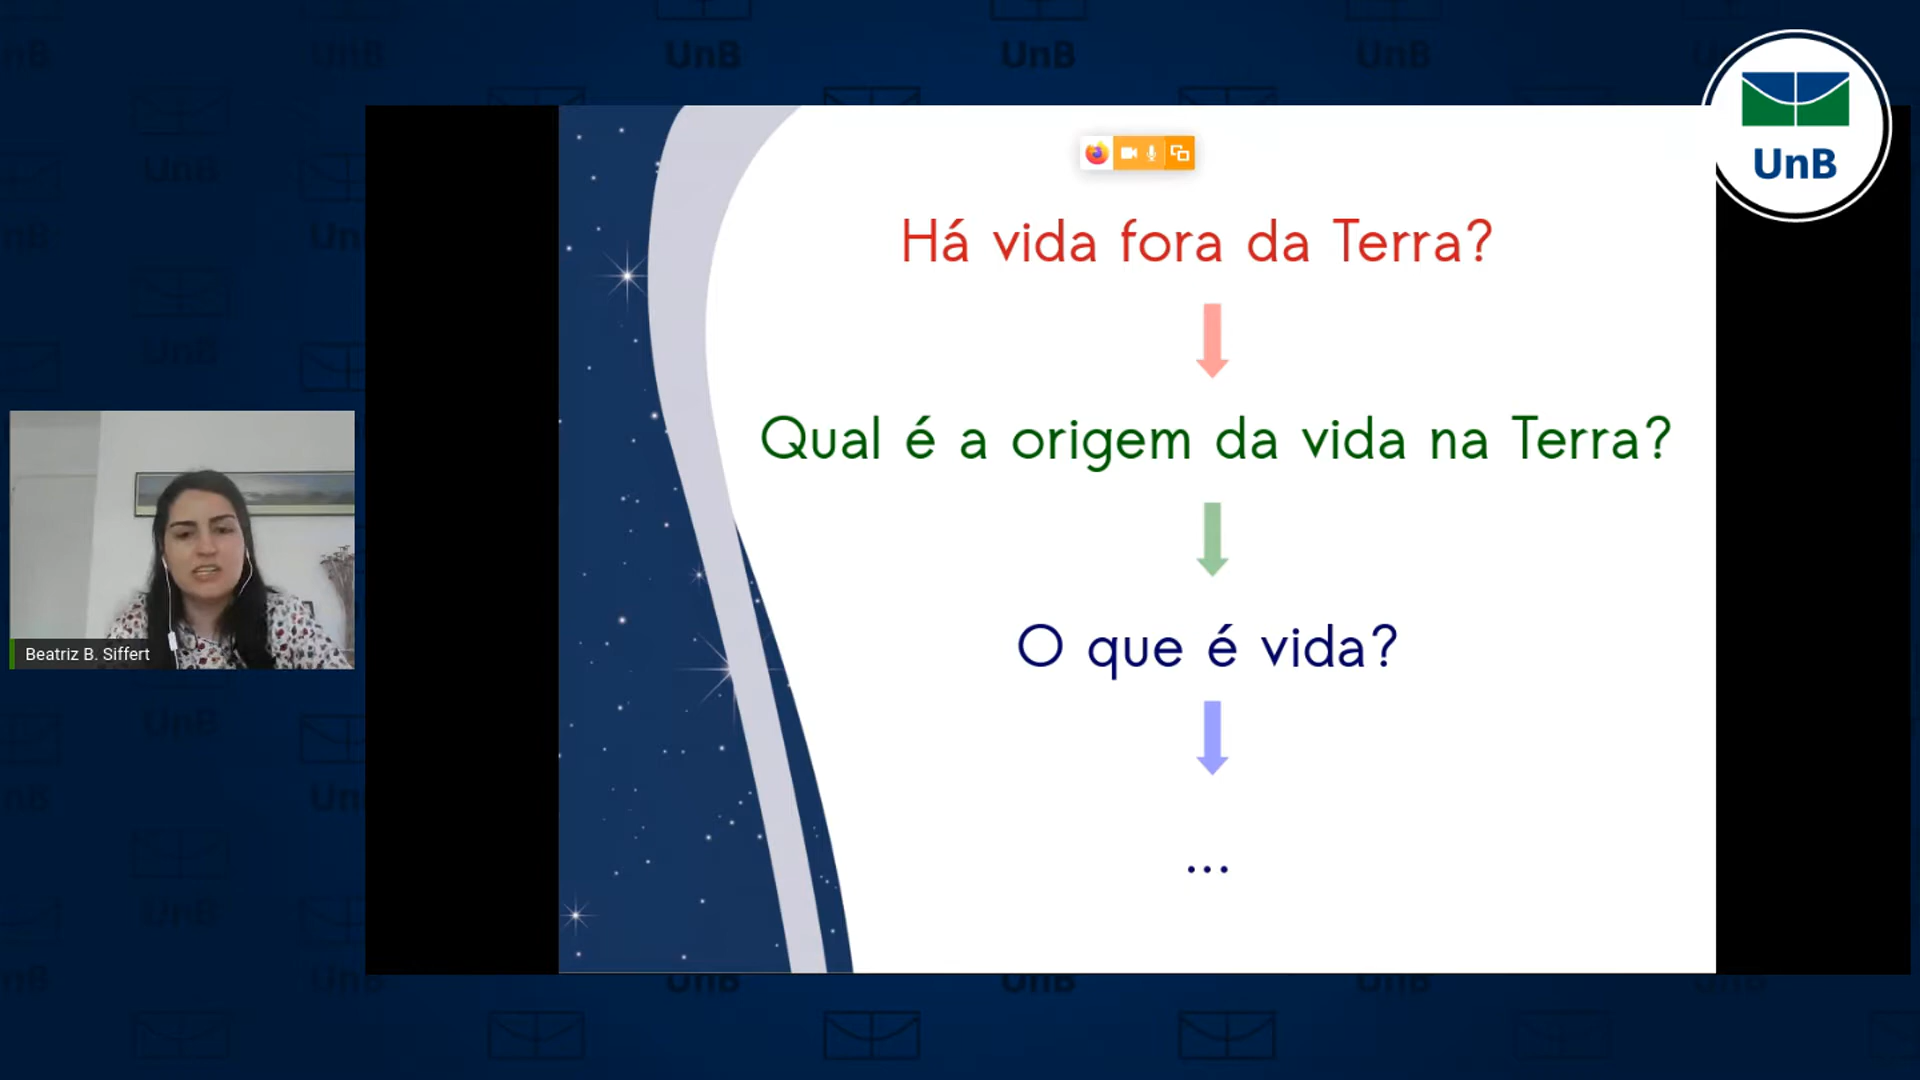 UnB
Há vida fora da Terra?
Qual é a origem da vida na Terra?
O que é vida?
...
Beatriz B. Siffert